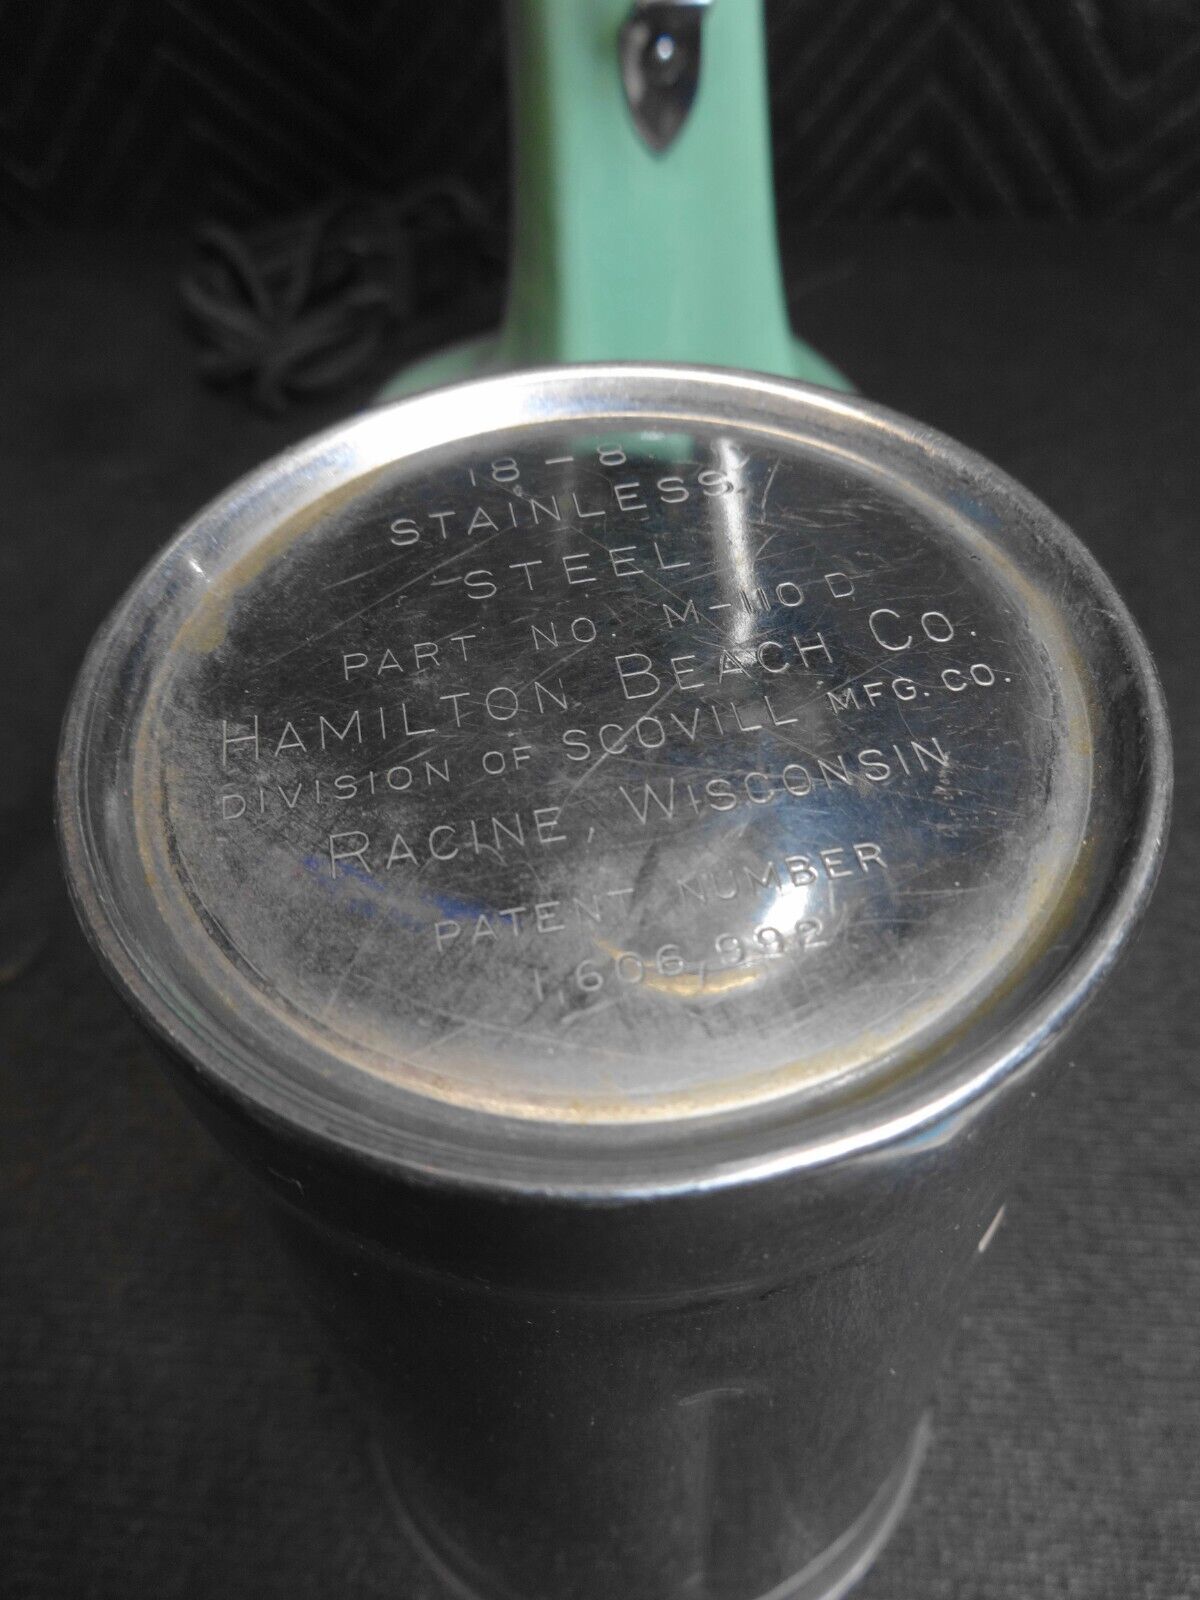 18-8
STAINLESS
STEEL
PART NO. M-110 D
HAMILTON BEACH CO.
DIVISION OF SCOVILL MFG. CO.
RACINE, WISCONSIN
PATENT NUMBER
1,606,992